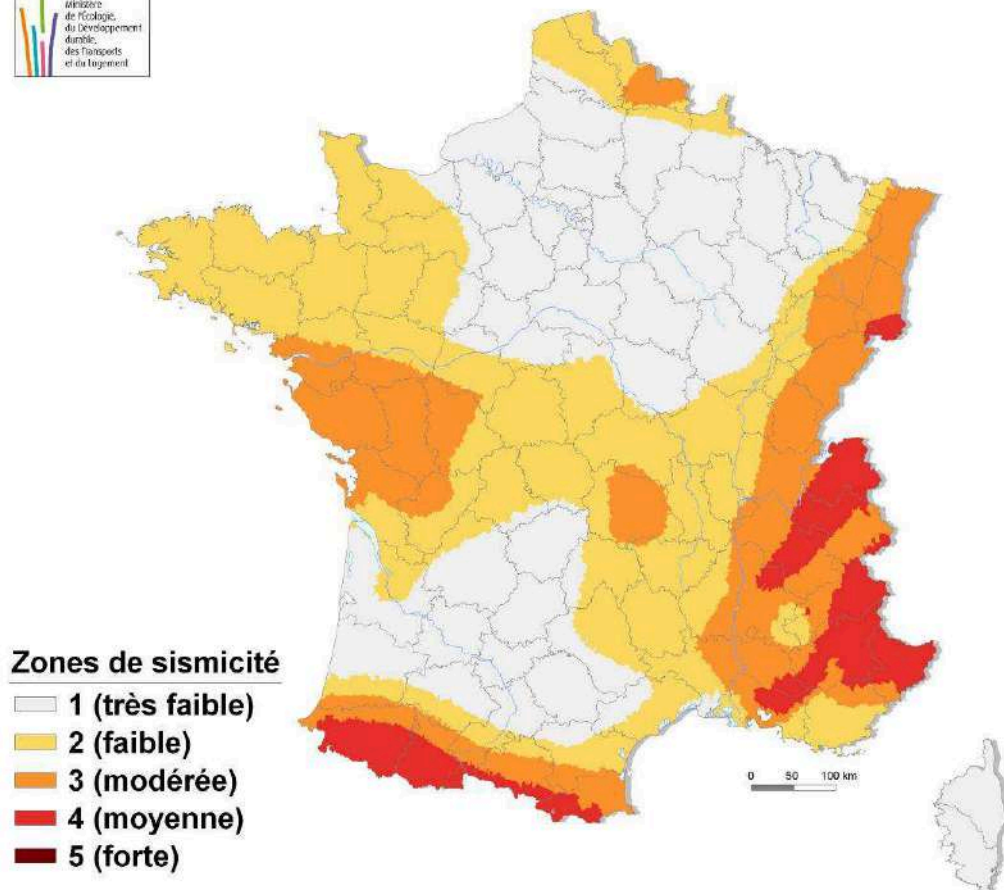 Ministère
de l'Écologie,
du Développement
durable,
des Transports
et du Logement
Zones de sismicité
1 (très faible)
2 (faible)
3 (modérée)
4 (moyenne)
5 (forte)
0 50 100 km